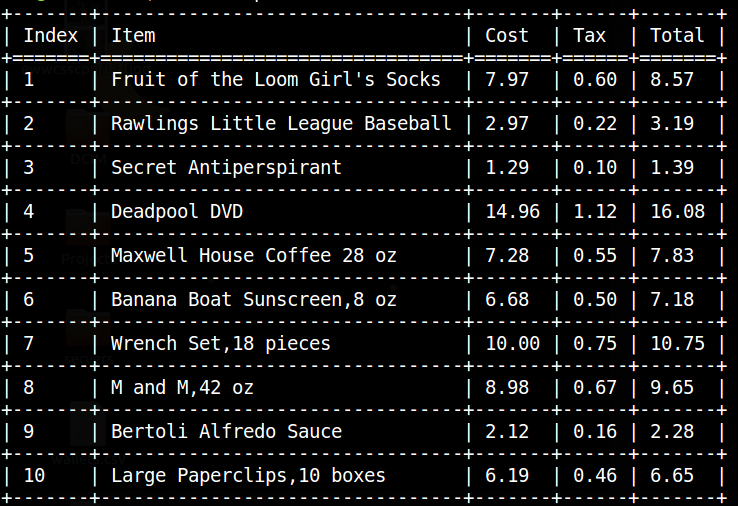 Index Item Cost Tax Total
1 Fruit of the Loom Girl's Socks 7.97 0.60 8.57
2 Rawlings Little League Baseball 2.97 0.22 3.19
3 Secret Antiperspirant 1.29 0.10 1.39
4 Deadpool DVD 14.96 1.12 16.08
5 Maxwell House Coffee 28 oz 7.28 0.55 7.83
6 Banana Boat Sunscreen,8 oz 6.68 0.50 7.18
7 Wrench Set,18 pieces 10.00 0.75 10.75
8 M and M,42 oz 8.98 0.67 9.65
9 Bertoli Alfredo Sauce 2.12 0.16 2.28
10 Large Paperclips,10 boxes 6.19 0.46 6.65